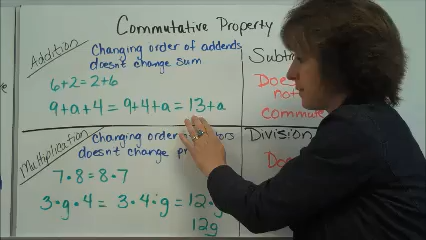 Commutative Property
Addition
Changing order of addends
doesn't change sum
6+2=2+6
9+a+4=9+4+a=13+a
Multiplication
Changing order
doesn't change
7·8=8·7
3·g·4= 3·4·g=12·g
12g
Does
not
Commute
Division